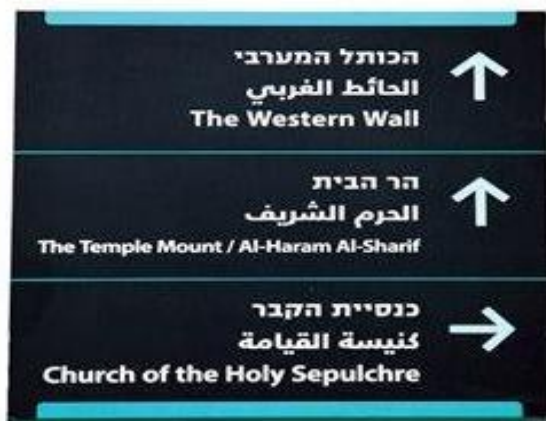 הכותל המערבי
الحائط الغربي
The Western Wall
הר הבית
الحرم الشريف
The Temple Mount / Al-Haram Al-Sharif
כנסיית הקבר
كنيسة القيامة
Church of the Holy Sepulchre